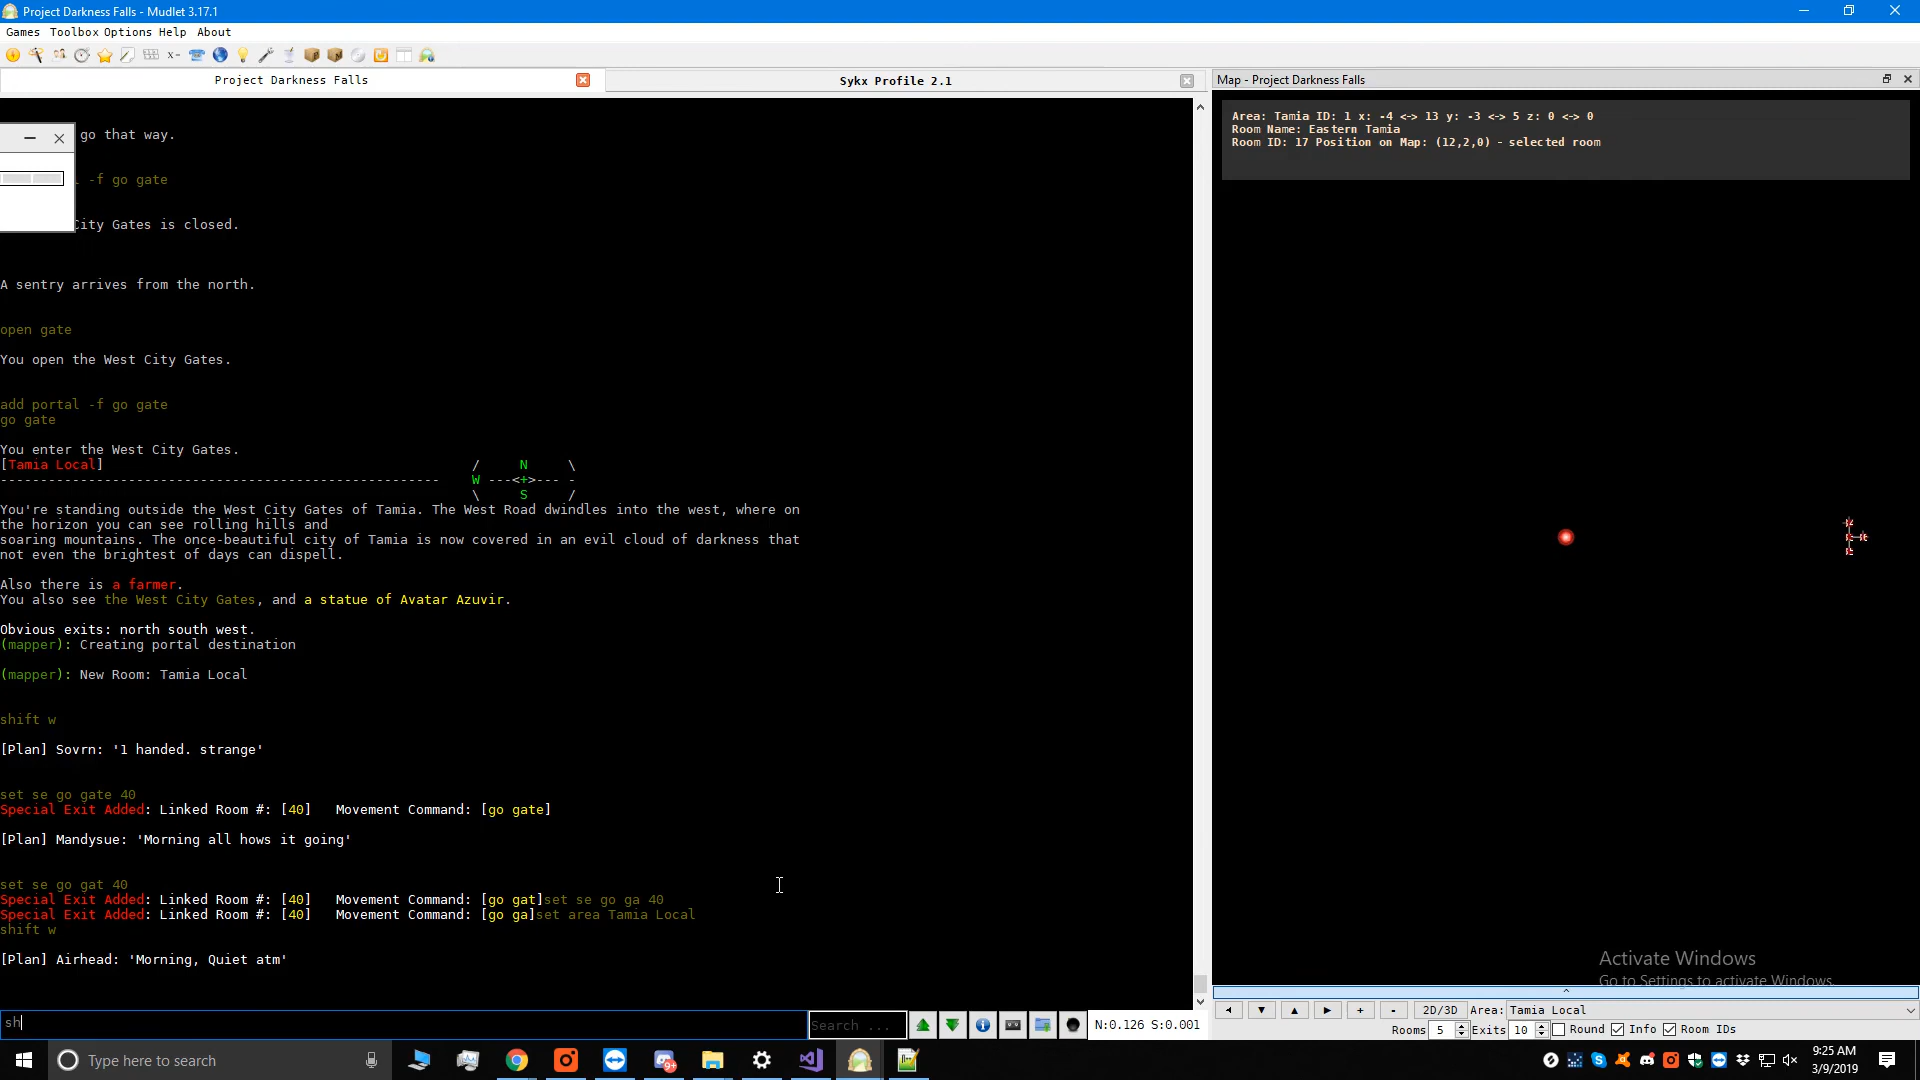 Project Darkness Falls - Mudlet 3.17.1
Games Toolbox Options Help About
Project Darkness Falls
Sykx Profile 2.1
Map - Project Darkness Falls
go that way.
-f go gate
City Gates is closed.
A sentry arrives from the north.
open gate
You open the West City Gates.
add portal -f go gate
go gate
You enter the West City Gates.
[Tamia Local] / N \
------------------------------------------------------- W ---<+>--- -
\ S /
You're standing outside the West City Gates of Tamia. The West Road dwindles into the west, where on
the horizon you can see rolling hills and
soaring mountains. The once-beautiful city of Tamia is now covered in an evil cloud of darkness that
not even the brightest of days can dispell.
Also there is a farmer.
You also see the West City Gates, and a statue of Avatar Azuvir.
Obvious exits: north south west.
(mapper): Creating portal destination
(mapper): New Room: Tamia Local
shift w
[Plan] Sovrn: '1 handed. strange'
set se go gate 40
Special Exit Added: Linked Room #: [40] Movement Command: [go gate]
[Plan] Mandysue: 'Morning all hows it going'
set se go gat 40
Special Exit Added: Linked Room #: [40] Movement Command: [go gat]set se go ga 40
Special Exit Added: Linked Room #: [40] Movement Command: [go ga]set area Tamia Local
shift w
[Plan] Airhead: 'Morning, Quiet atm'
sh
Search ...
N:0.126 S:0.001
Area: Tamia ID: 1 x: -4 <-> 13 y: -3 <-> 5 z: 0 <-> 0
Room Name: Eastern Tamia
Room ID: 17 Position on Map: (12,2,0) - selected room
Activate Windows
Go to Settings to activate Windows.
+ - 2D/3D Area: Tamia Local
Rooms 5 Exits 10 Round Info Room IDs
Type here to search
9:25 AM
3/9/2019